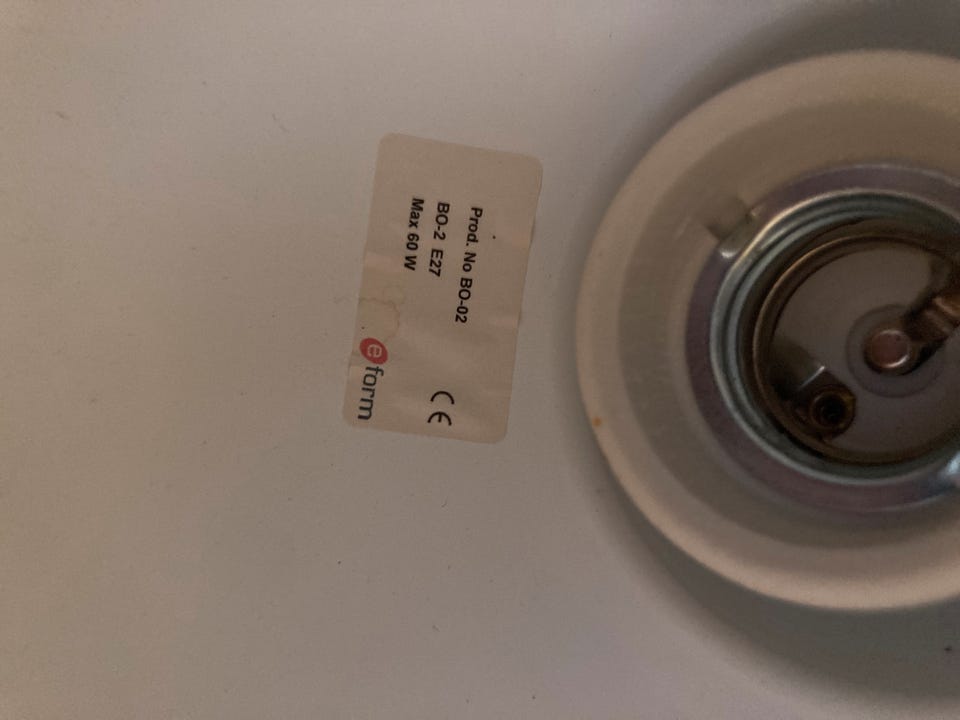 Prod. No BO-02
BO-2 E27
Max 60 W
CE
eform